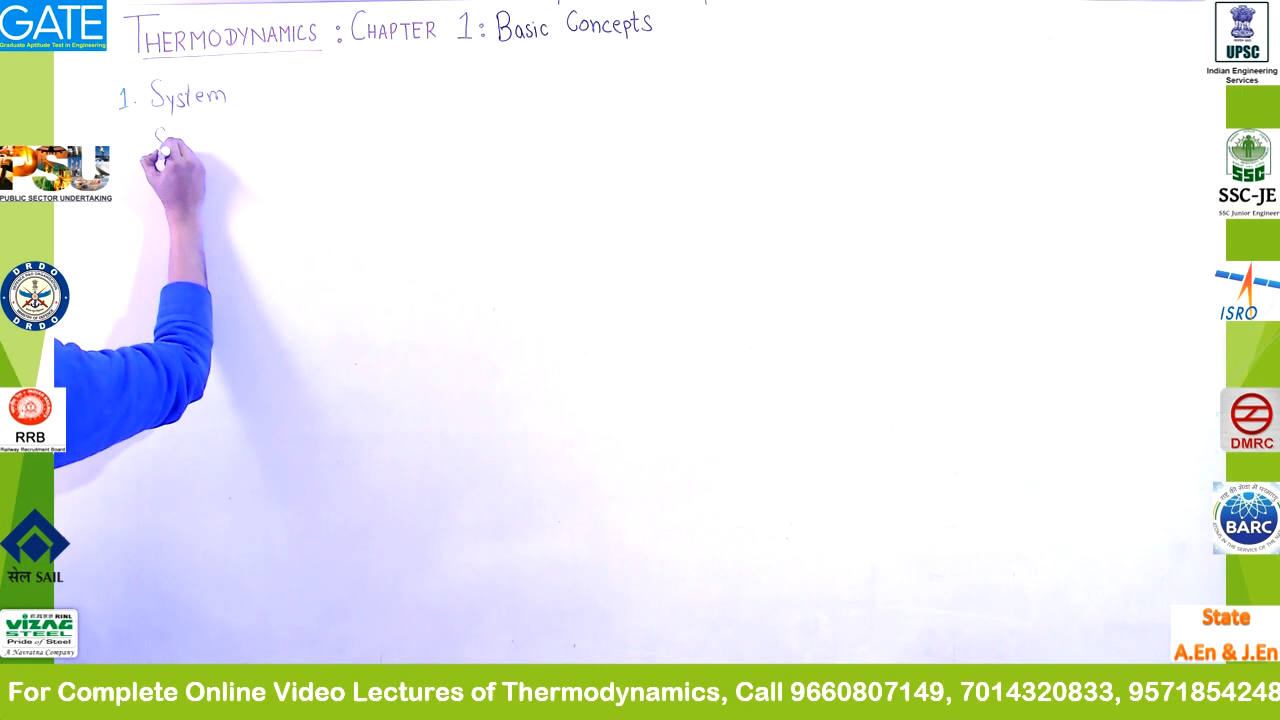 GATE
Graduate Aptitude Test in Engineering
THERMODYNAMICS : CHAPTER 1: Basic Concepts
1. System
S
PSU
PUBLIC SECTOR UNDERTAKING
DRDO
DRDO
RRB
Railway Recruitment Board
सेल SAIL
RINL
VIZAG
STEEL
Pride of Steel
A Navratna Company
UPSC
Indian Engineering
Services
SSC
SSC-JE
SSC Junior Engineer
ISRO
DMRC
BARC
State
A.En & J.En
For Complete Online Video Lectures of Thermodynamics, Call 9660807149, 7014320833, 9571854248